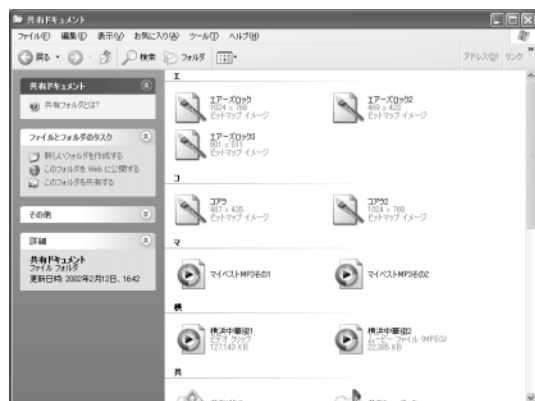 共有ドキュメント
ファイル(F) 編集(E) 表示(V) お気に入り(A) ツール(T) ヘルプ(H)
戻る 検索 フォルダ アドレス(D) リンク »
共有ドキュメント
共有フォルダとは?
ファイルとフォルダのタスク
新しいフォルダを作成する
このフォルダを Web に公開する
このフォルダを共有する
その他
詳細
共有ドキュメント
ファイル フォルダ
更新日時: 2002年2月12日、16:42
エ
エアーズロック
1024 x 768
ビットマップ イメージ
エアーズロック2
469 x 423
ビットマップ イメージ
エアーズロック3
801 x 511
ビットマップ イメージ
コ
コアラ
487 x 435
ビットマップ イメージ
コアラ2
1024 x 768
ビットマップ イメージ
マ
マイベストMP3その1
マイベストMP3その2
横
横浜中華街1
ビデオ クリップ
127,143 KB
横浜中華街2
ムービー ファイル (MPEG)
22,385 KB
共